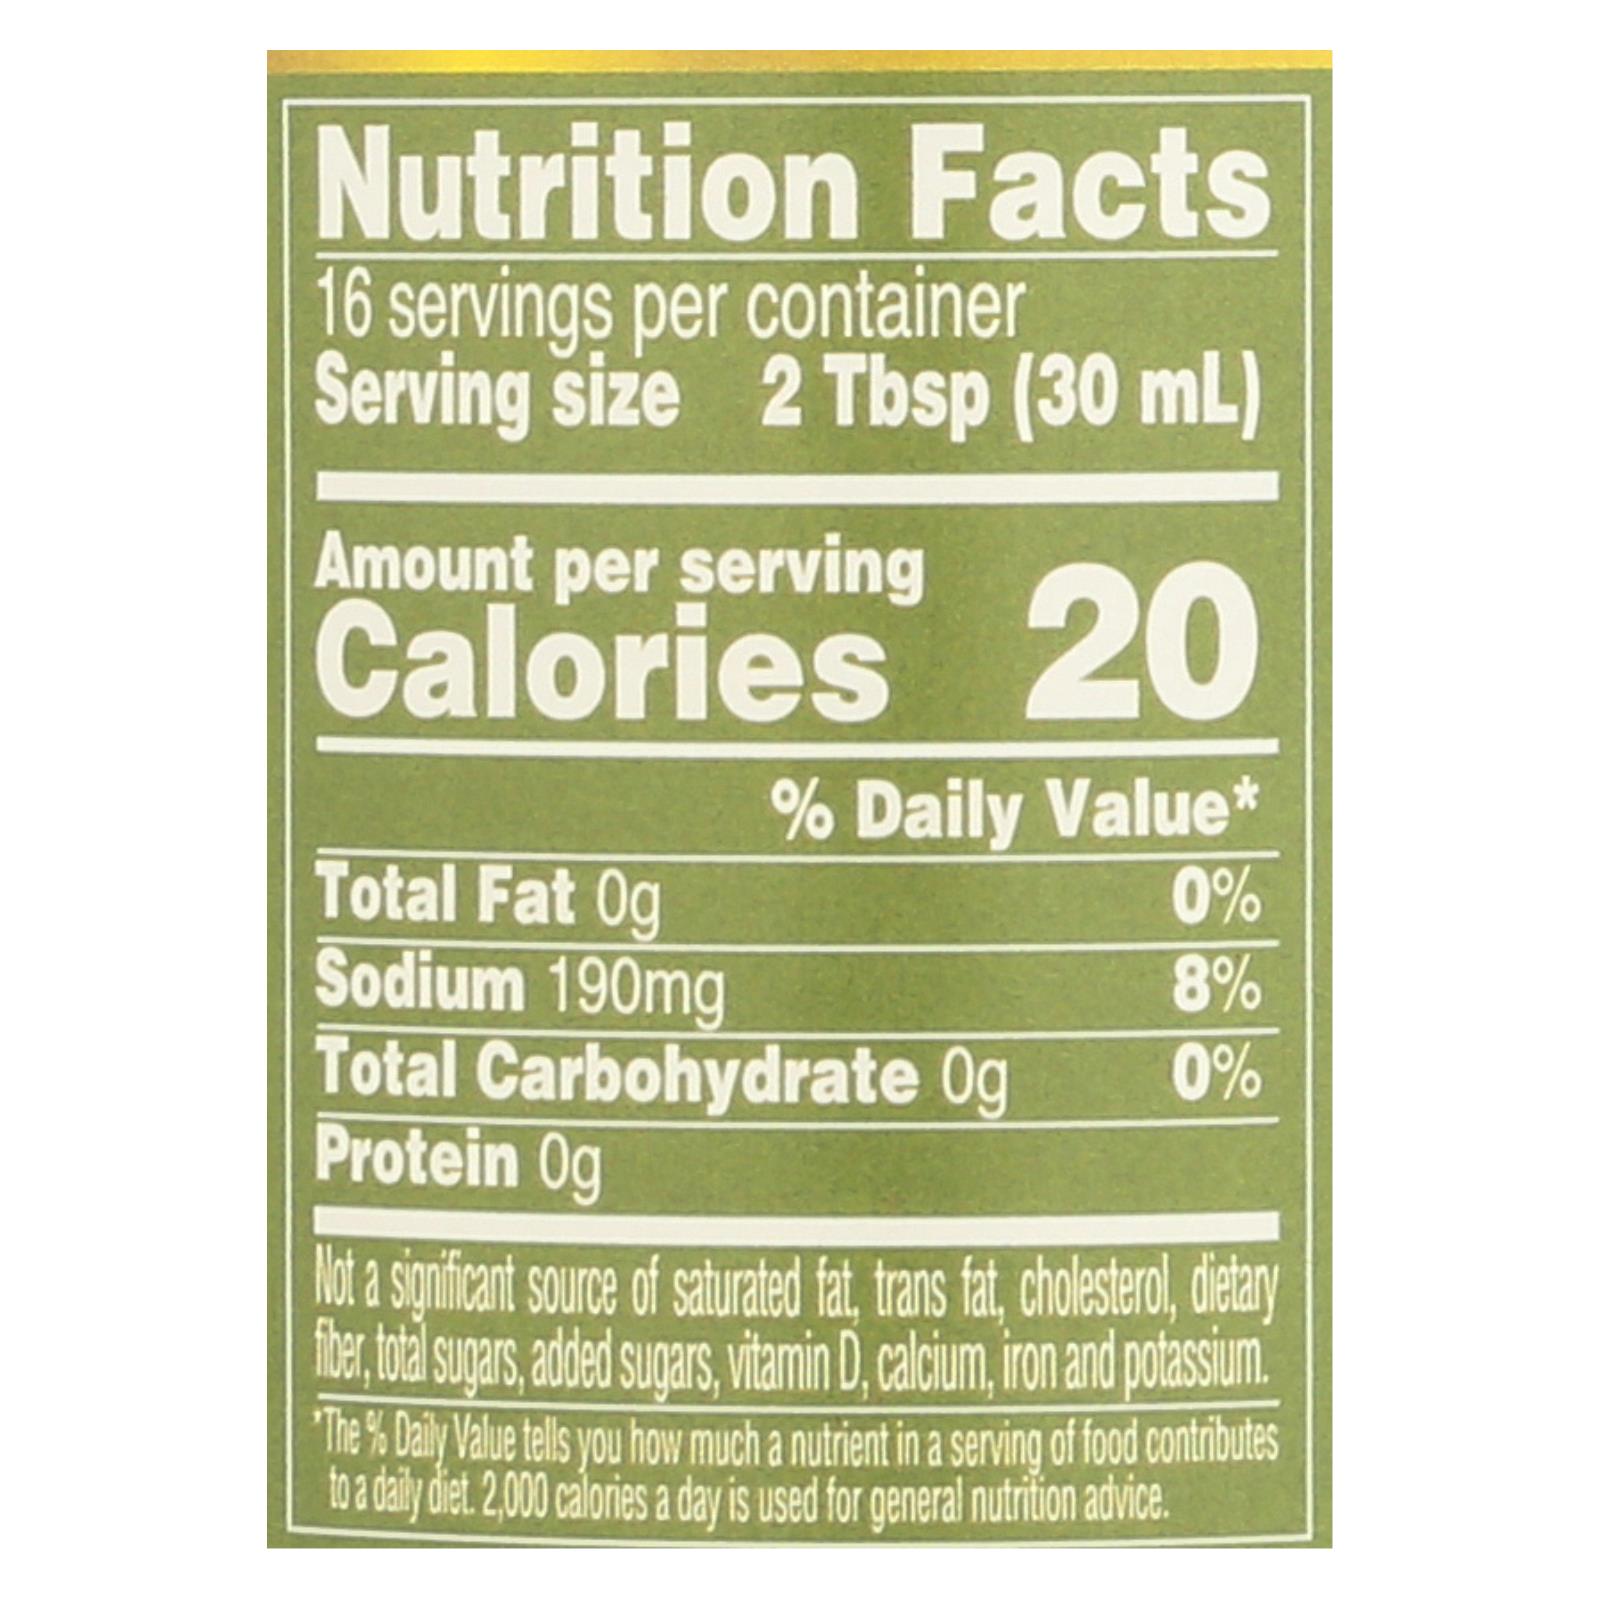 Nutrition Facts
16 servings per container
Serving size 2 Tbsp (30 mL)
Amount per serving
Calories 20
% Daily Value*
Total Fat 0g 0%
Sodium 190mg 8%
Total Carbohydrate 0g 0%
Protein 0g
Not a significant source of saturated fat, trans fat, cholesterol, dietary
fiber, total sugars, added sugars, vitamin D, calcium, iron and potassium.
*The % Daily Value tells you how much a nutrient in a serving of food contributes
to a daily diet. 2,000 calories a day is used for general nutrition advice.